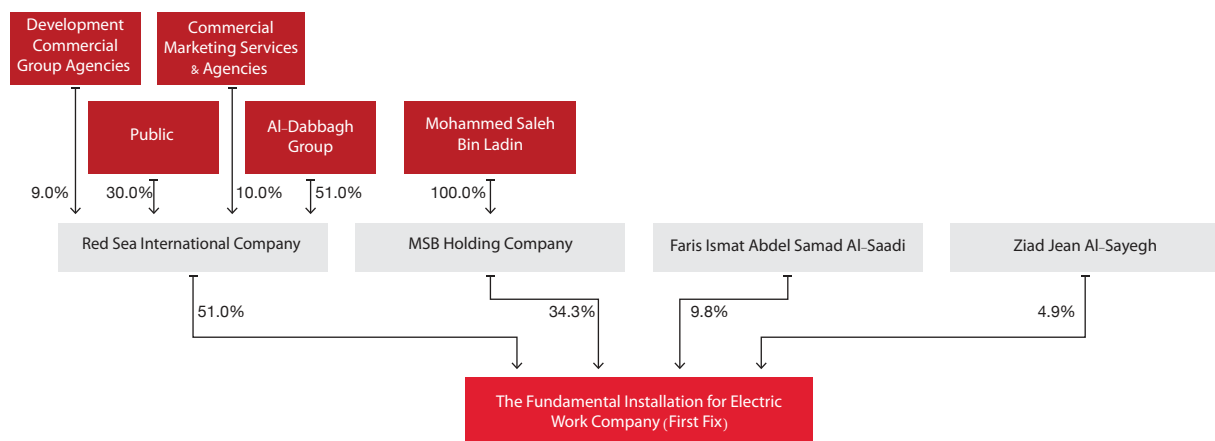 Development
Commercial
Group Agencies
Commercial
Marketing Services
& Agencies
Public
Al-Dabbagh
Group
Mohammed Saleh
Bin Ladin
9.0%
30.0%
10.0%
51.0%
100.0%
Red Sea International Company
MSB Holding Company
Faris Ismat Abdel Samad Al-Saadi
Ziad Jean Al-Sayegh
51.0%
34.3%
9.8%
4.9%
The Fundamental Installation for Electric
Work Company (First Fix)